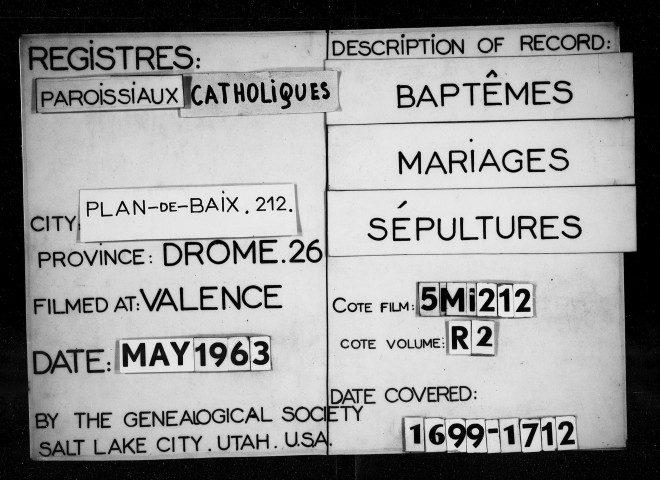 REGISTRES:
PAROISSIAUX CATHOLIQUES
CITY: PLAN-DE-BAIX. 212.
PROVINCE: DROME.26
FILMED AT: VALENCE
DATE: MAY 1963
BY THE GENEALOGICAL SOCIETY
SALT LAKE CITY. UTAH. U.S.A.
DESCRIPTION OF RECORD:
BAPTÊMES
MARIAGES
SÉPULTURES
COTE FILM: 5Mi212
COTE VOLUME: R2
DATE COVERED:
1699-1712